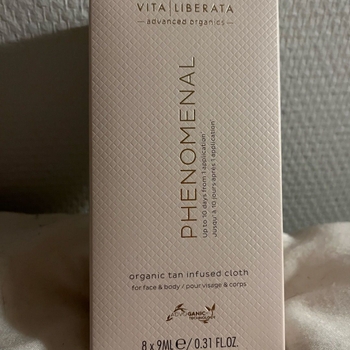 VITA|LIBERATA
—advanced organics—
PHENOMENAL
Up to 10 days from 1 application
Jusqu'à 10 jours après 1 application
organic tan infused cloth
for face & body / pour visage & corps
8 x 9ML ℮/ 0.31 FL.OZ.